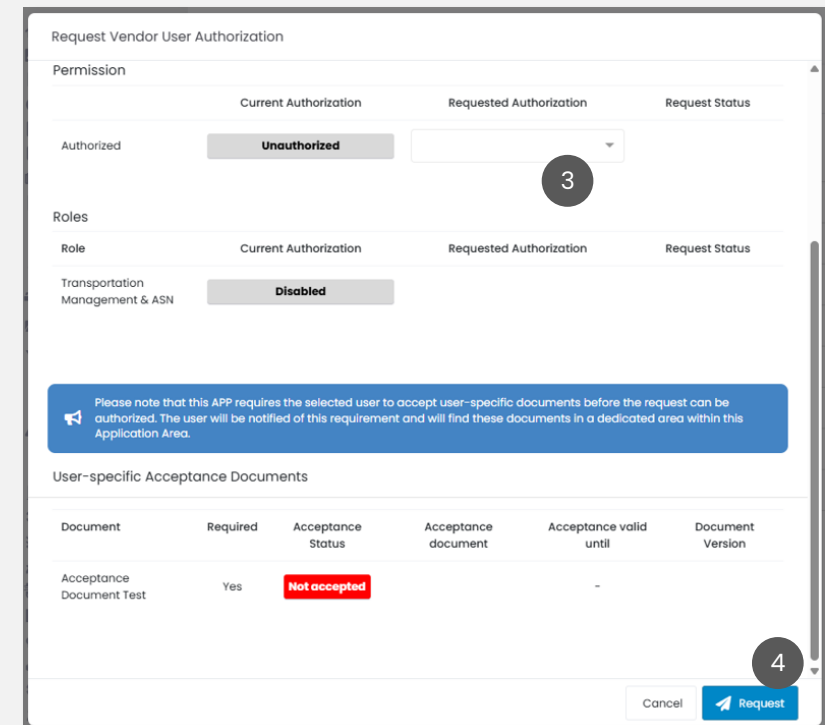 Request Vendor User Authorization
Permission
Current Authorization Requested Authorization Request Status
Authorized Unauthorized
3
Roles
Role Current Authorization Requested Authorization Request Status
Transportation
Management & ASN
Disabled
Please note that this APP requires the selected user to accept user-specific documents before the request can be
authorized. The user will be notified of this requirement and will find these documents in a dedicated area within this
Application Area.
User-specific Acceptance Documents
Document Required Acceptance Status Acceptance document Acceptance valid until Document Version
Acceptance
Document Test
Yes Not accepted -
4
Cancel Request